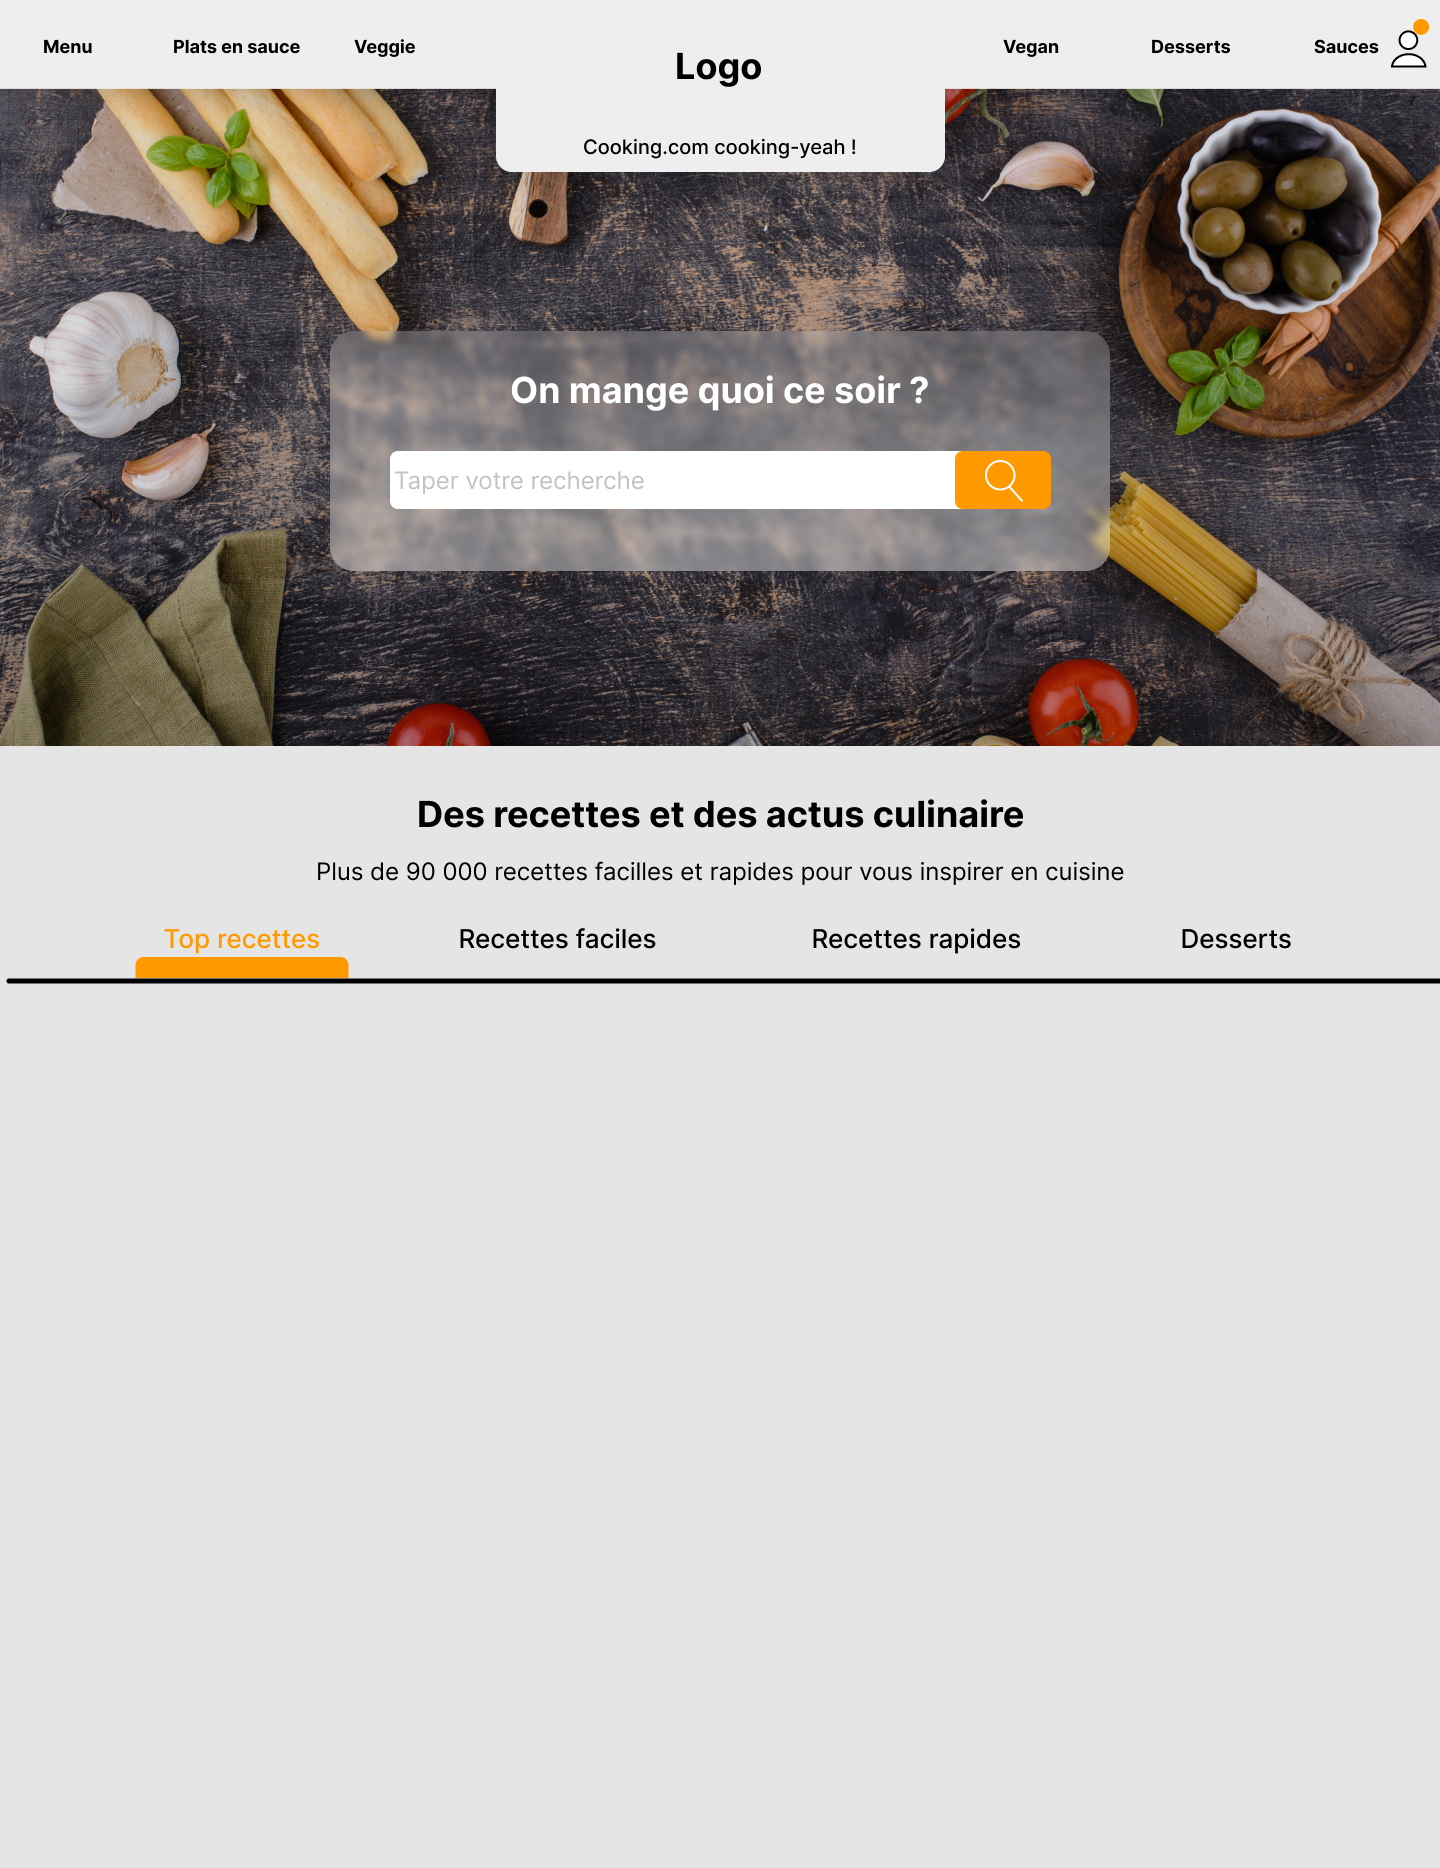 Menu
Plats en sauce
Veggie
Logo
Vegan
Desserts
Sauces
Cooking.com cooking-yeah !
On mange quoi ce soir ?
Taper votre recherche
Des recettes et des actus culinaire
Plus de 90 000 recettes facilles et rapides pour vous inspirer en cuisine
Top recettes
Recettes faciles
Recettes rapides
Desserts